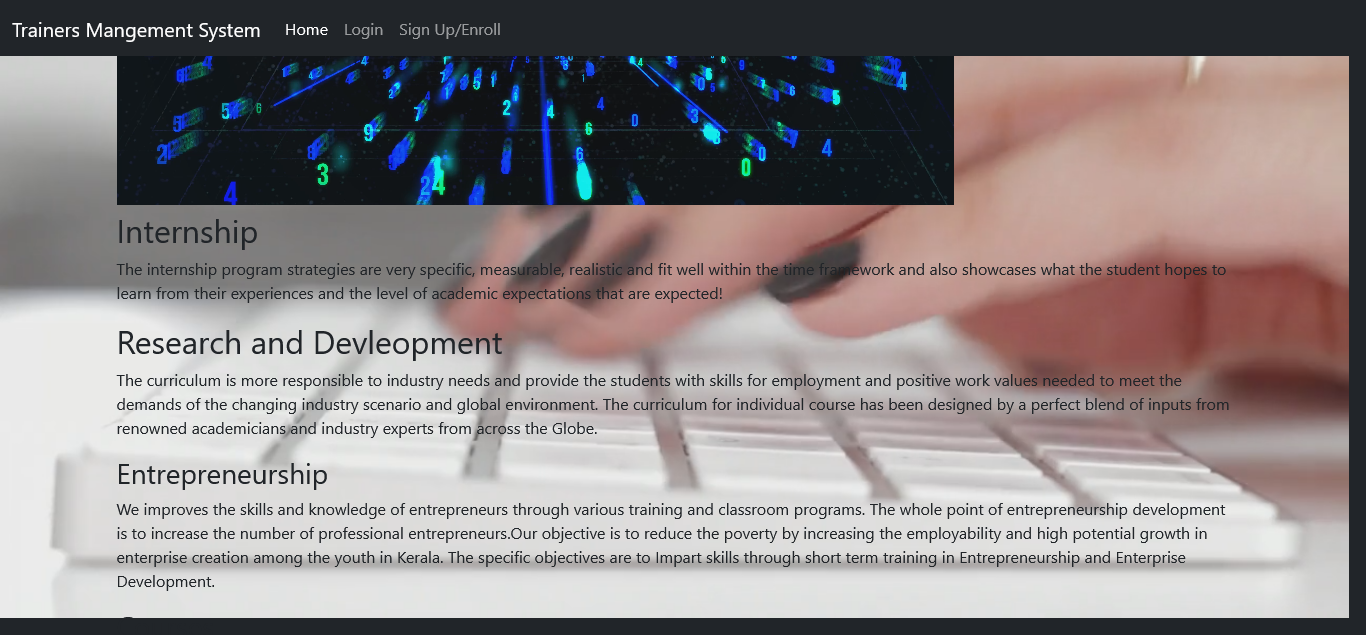 Trainers Mangement System Home Login Sign Up/Enroll
Internship
The internship program strategies are very specific, measurable, realistic and fit well within the time framework and also showcases what the student hopes to
learn from their experiences and the level of academic expectations that are expected!
Research and Devleopment
The curriculum is more responsible to industry needs and provide the students with skills for employment and positive work values needed to meet the
demands of the changing industry scenario and global environment. The curriculum for individual course has been designed by a perfect blend of inputs from
renowned academicians and industry experts from across the Globe.
Entrepreneurship
We improves the skills and knowledge of entrepreneurs through various training and classroom programs. The whole point of entrepreneurship development
is to increase the number of professional entrepreneurs.Our objective is to reduce the poverty by increasing the employability and high potential growth in
enterprise creation among the youth in Kerala. The specific objectives are to Impart skills through short term training in Entrepreneurship and Enterprise
Development.